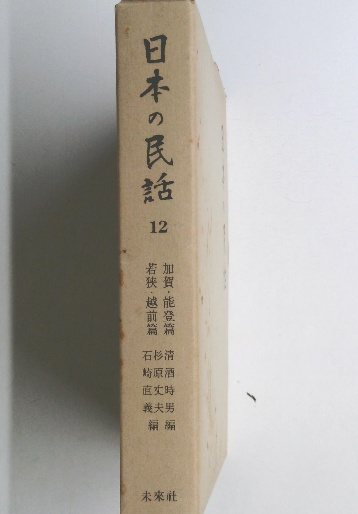 日本の民話
12
加賀・能登篇
若狭・越前篇
清酒時男編
杉原丈夫
石崎直義編
未來社